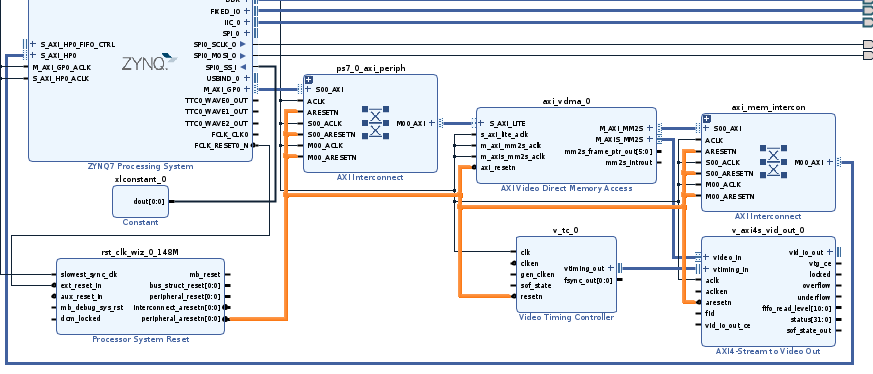 DDR
FIXED_IO
IIC_0
SPI_0
S_AXI_HP0_FIFO_CTRL
SPI0_SCLK_O
S_AXI_HP0
SPI0_MOSI_O
M_AXI_GP0_ACLK
ZYNQ
SPI0_SS_I
S_AXI_HP0_ACLK
USBIND_0
M_AXI_GP0
TTC0_WAVE0_OUT
TTC0_WAVE1_OUT
TTC0_WAVE2_OUT
FCLK_CLK0
FCLK_RESET0_N
ZYNQ7 Processing System
ps7_0_axi_periph
S00_AXI
ACLK
ARESETN
S00_ACLK
M00_AXI
S00_ARESETN
M00_ACLK
M00_ARESETN
AXI Interconnect
axi_vdma_0
S_AXI_LITE
M_AXI_MM2S
s_axi_lite_aclk
M_AXIS_MM2S
m_axi_mm2s_aclk
mm2s_frame_ptr_out[5:0]
m_axis_mm2s_aclk
mm2s_introut
axi_resetn
AXI Video Direct Memory Access
axi_mem_intercon
S00_AXI
ACLK
ARESETN
S00_ACLK
M00_AXI
S00_ARESETN
M00_ACLK
M00_ARESETN
AXI Interconnect
xlconstant_0
dout[0:0]
Constant
rst_clk_wiz_0_148M
slowest_sync_clk
mb_reset
ext_reset_in
bus_struct_reset[0:0]
aux_reset_in
peripheral_reset[0:0]
mb_debug_sys_rst
interconnect_aresetn[0:0]
dcm_locked
peripheral_aresetn[0:0]
Processor System Reset
v_tc_0
clk
clken
vtiming_out
gen_clken
fsync_out[0:0]
sof_state
resetn
Video Timing Controller
v_axi4s_vid_out_0
video_in
vid_io_out
vtiming_in
vtg_ce
aclk
locked
aclken
overflow
aresetn
underflow
fid
fifo_read_level[10:0]
vid_io_out_ce
status[31:0]
sof_state_out
AXI4-Stream to Video Out